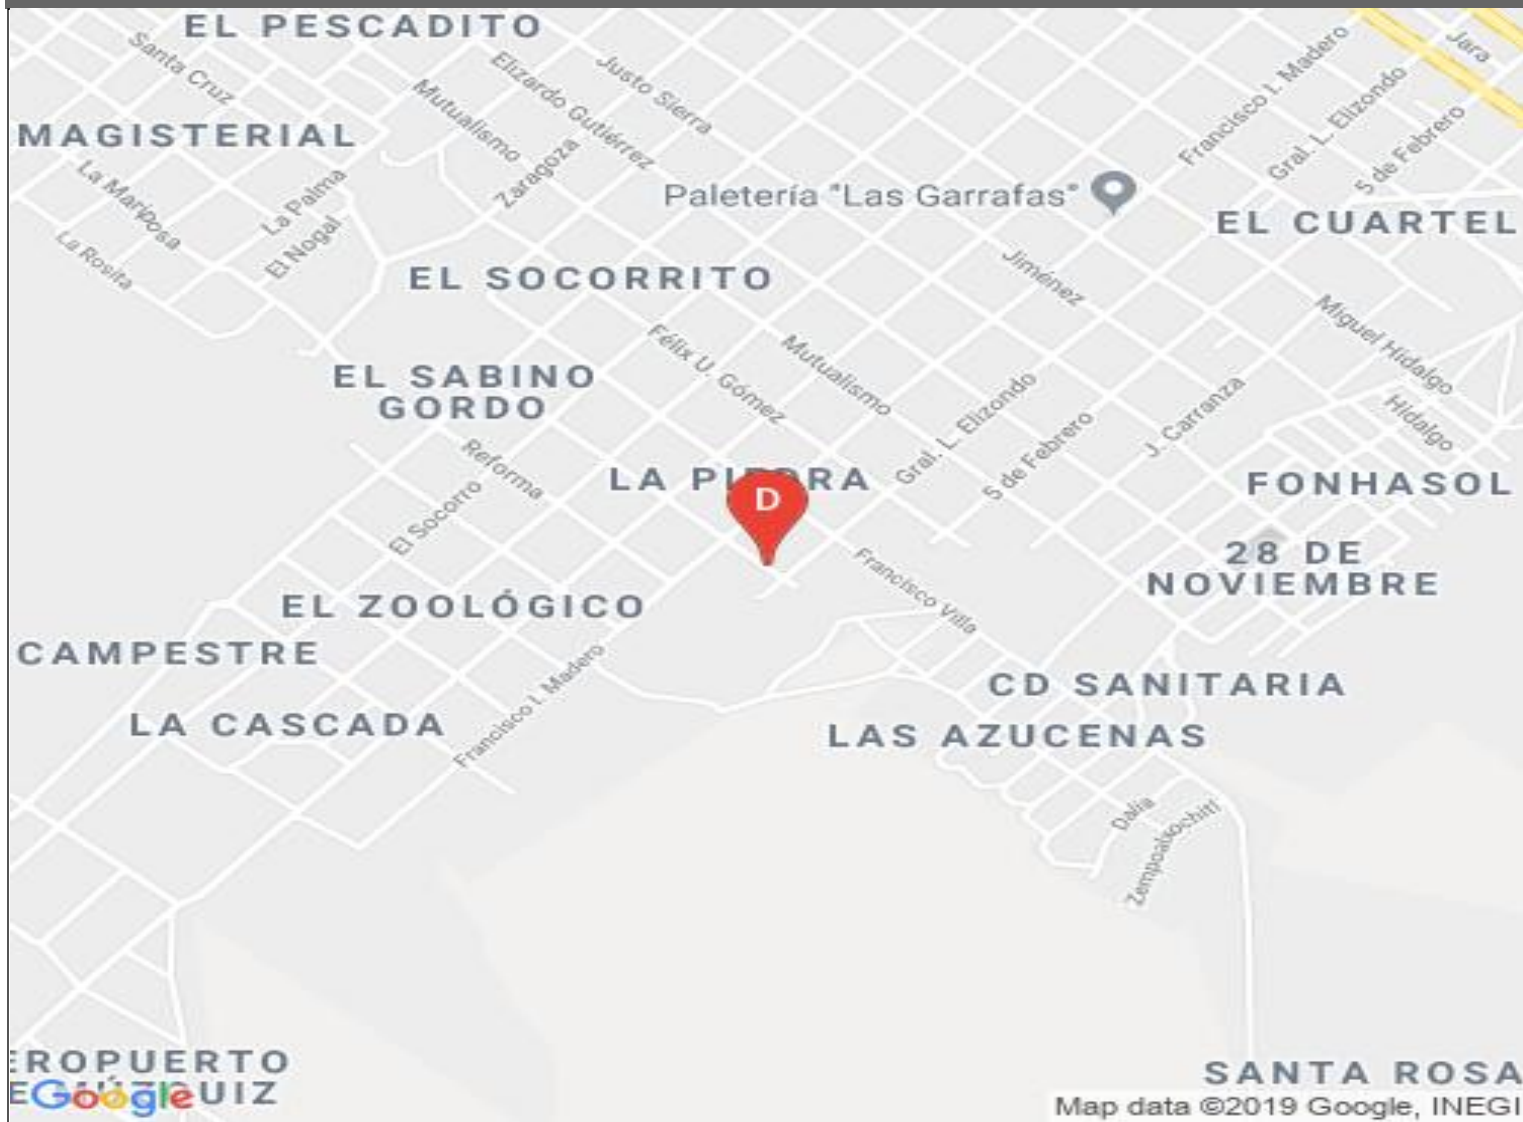 EL PESCADITO
Santa Cruz
Mutualismo
Elizardo Gutiérrez
Justo Sierra
Francisco I. Madero
Gral. L. Elizondo
Jara
5 de Febrero
MAGISTERIAL
La Mariposa
La Palma
Zaragoza
Paletería "Las Garrafas"
EL CUARTEL
La Rosita
El Nogal
EL SOCORRITO
Jiménez
Miguel Hidalgo
Félix U. Gómez
Mutualismo
EL SABINO
GORDO
Gral. L. Elizondo
5 de Febrero
J. Carranza
Hidalgo
Reforma
El Socorro
LA
D
FONHASOL
Francisco Villa
28 DE
NOVIEMBRE
EL ZOOLÓGICO
CAMPESTRE
Francisco I. Madero
CD SANITARIA
LA CASCADA
LAS AZUCENAS
Dalia
Zempoalxochitl
EROPUERTO
Google
UIZ
SANTA ROSA
Map data ©2019 Google, INEGI